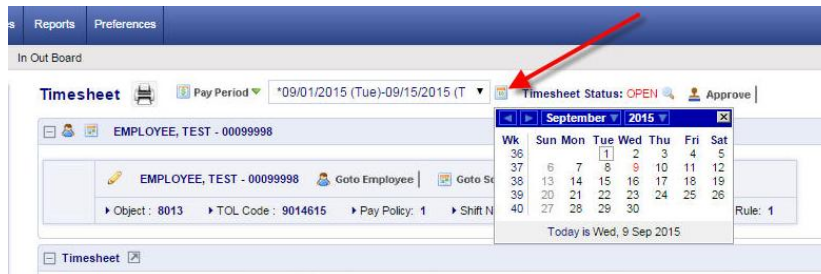 s Reports Preferences
In Out Board
Timesheet Pay Period *09/01/2015 (Tue)-09/15/2015 (T Timesheet Status: OPEN Approve
September 2015
EMPLOYEE, TEST - 00099998
Wk Sun Mon Tue Wed Thu Fri Sat
36 1 2 3 4 5
37 6 7 8 9 10 11 12
38 13 14 15 16 17 18 19
39 20 21 22 23 24 25 26
40 27 28 29 30
Today is Wed, 9 Sep 2015
EMPLOYEE, TEST - 00099998 Goto Employee Goto Sc
Object : 8013 TOL Code : 9014615 Pay Policy: 1 Shift N Rule: 1
Timesheet